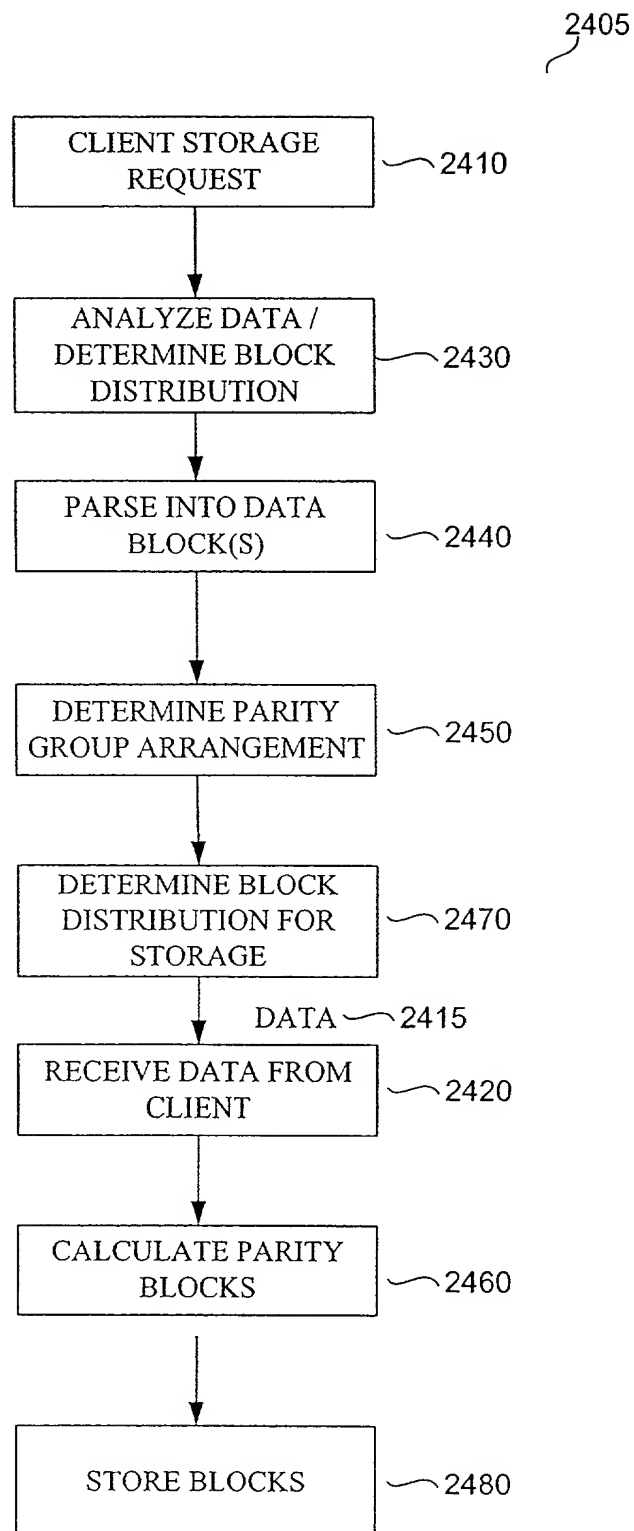 2405
CLIENT STORAGE
REQUEST
2410
ANALYZE DATA /
DETERMINE BLOCK
DISTRIBUTION
2430
PARSE INTO DATA
BLOCK(S)
2440
DETERMINE PARITY
GROUP ARRANGEMENT
2450
DETERMINE BLOCK
DISTRIBUTION FOR
STORAGE
2470
DATA 2415
RECEIVE DATA FROM
CLIENT
2420
CALCULATE PARITY
BLOCKS
2460
STORE BLOCKS
2480